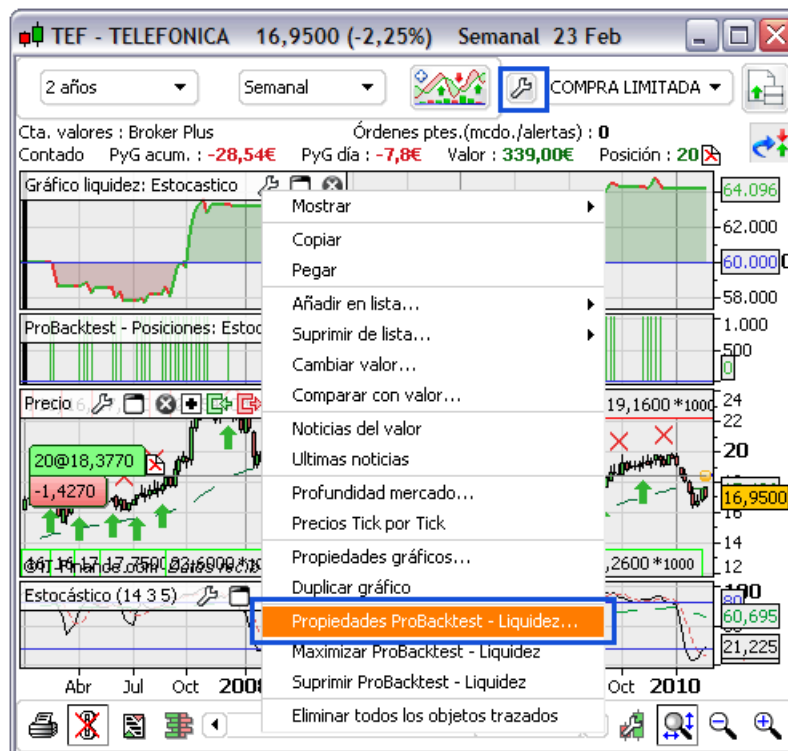 TEF - TELEFONICA 16,9500 (-2,25%) Semanal 23 Feb
2 años Semanal COMPRA LIMITADA
Cta. valores : Broker Plus Órdenes ptes.(mcdo./alertas) : 0
Contado PyG acum. : -28,54€ PyG día : -7,8€ Valor : 339,00€ Posición : 20
Gráfico liquidez: Estocastico
64.096
62.000
60.000
58.000
Mostrar
Copiar
Pegar
Añadir en lista...
Suprimir de lista...
Cambiar valor...
Comparar con valor...
Noticias del valor
Ultimas noticias
Profundidad mercado...
Precios Tick por Tick
Propiedades gráficos...
Duplicar gráfico
Propiedades ProBacktest - Liquidez...
Maximizar ProBacktest - Liquidez
Suprimir ProBacktest - Liquidez
Eliminar todos los objetos trazados
ProBacktest - Posiciones: Estoc
1.000
500
0
Precio
19,1600 *1000
24
22
20
16,9500
16
14
12
20@18,3770
-1,4270
,2600 *1000
Estocástico (14 3 5)
80
60,695
21,225
Abr Jul Oct 2008 Oct 2010